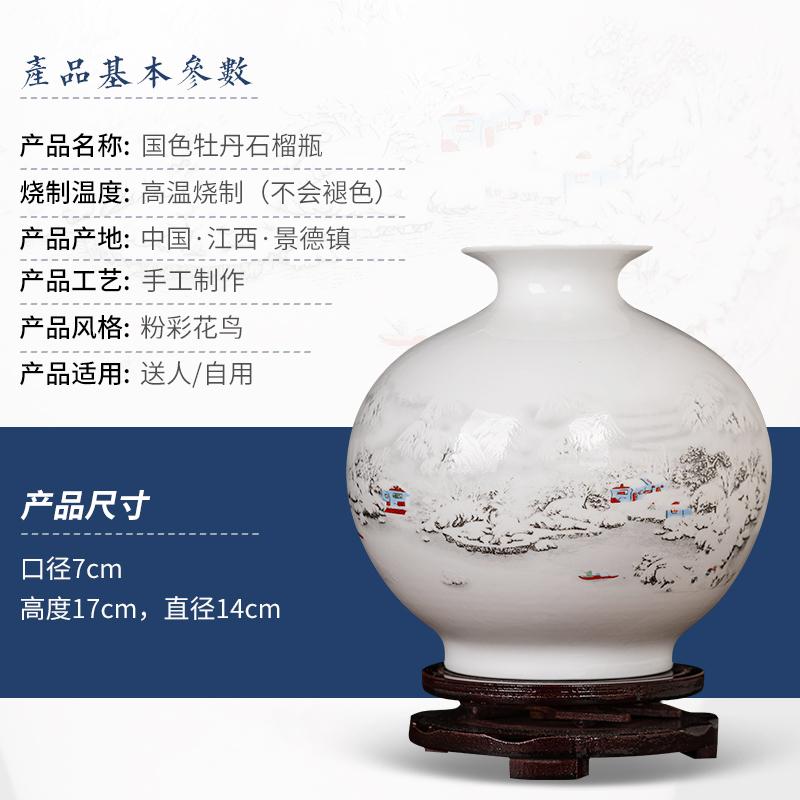 產品基本參數
产品名称: 国色牡丹石榴瓶
烧制温度: 高温烧制（不会褪色）
产品产地: 中国·江西·景德镇
产品工艺: 手工制作
产品风格: 粉彩花鸟
产品适用: 送人/自用
产品尺寸
口径7cm
高度17cm，直径14cm